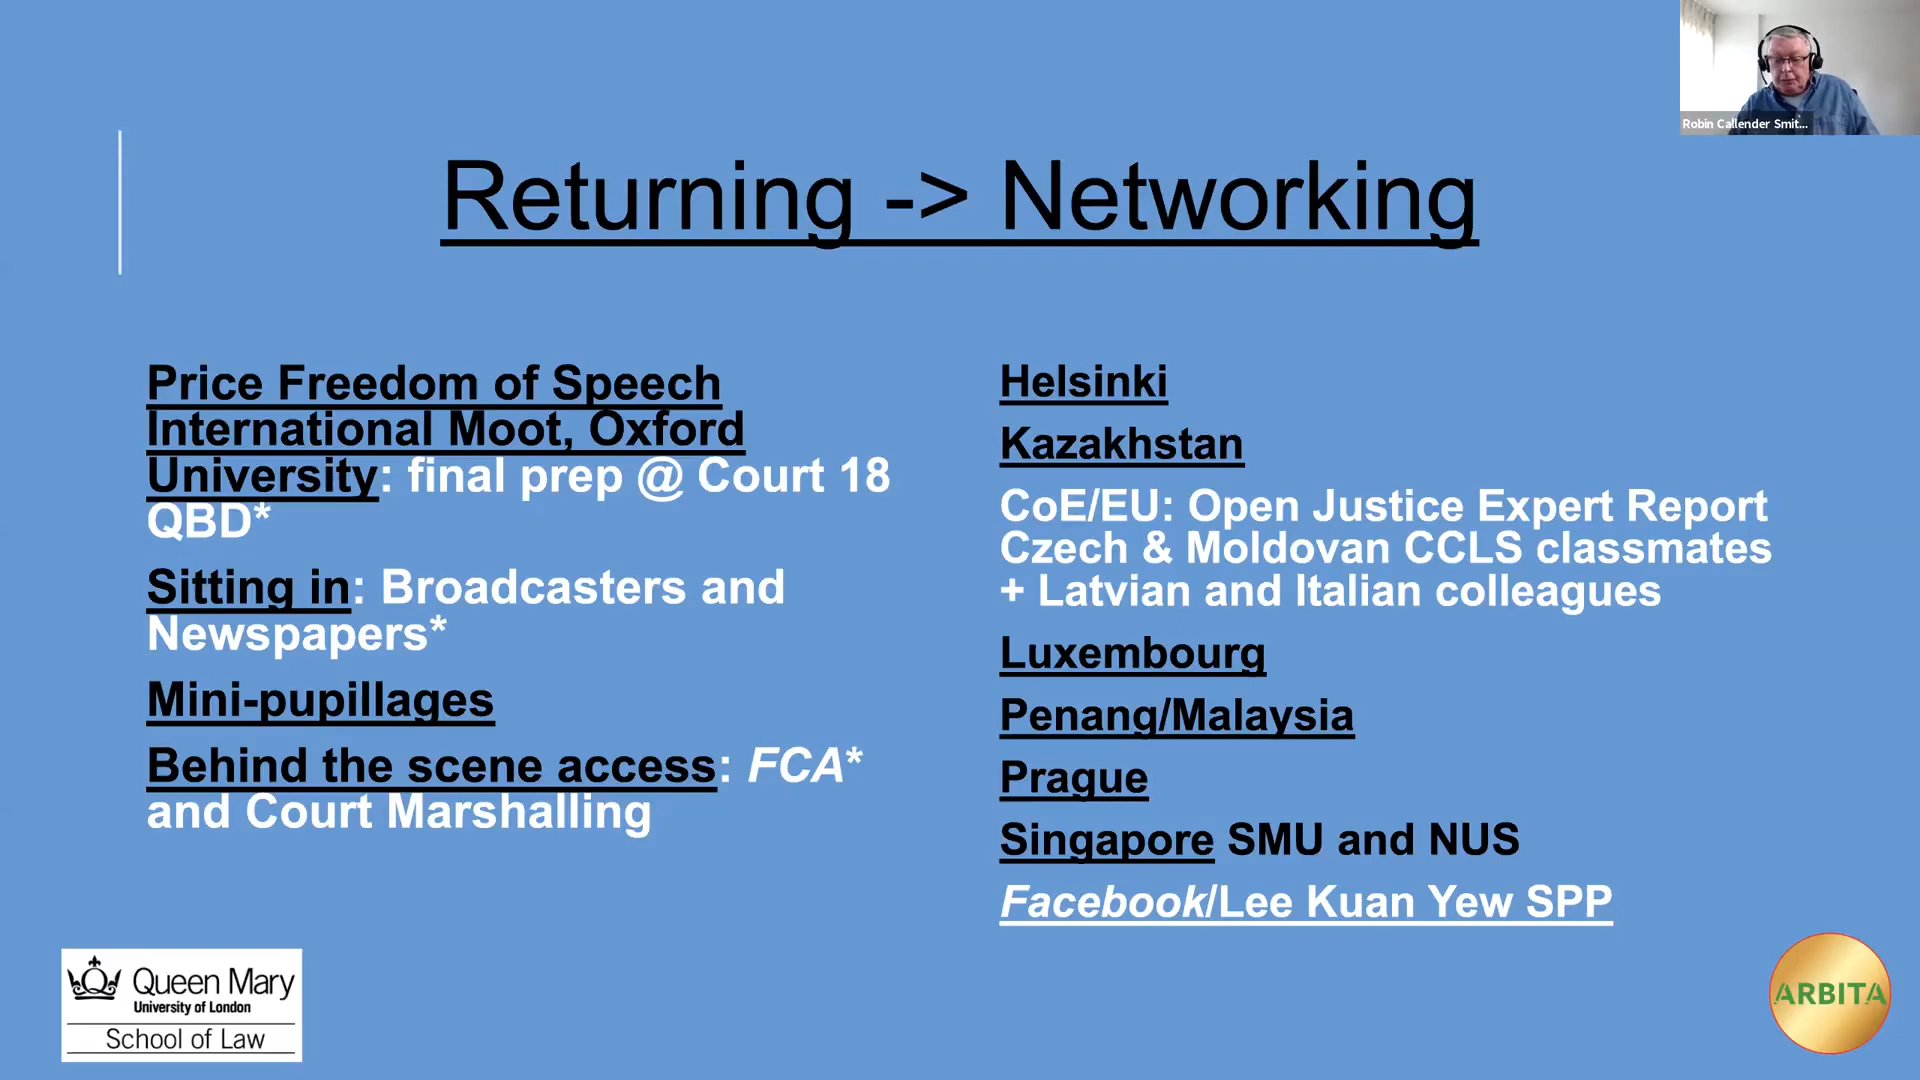 Robin Callender Smit...
Returning -> Networking
Price Freedom of Speech
International Moot, Oxford
University: final prep @ Court 18
QBD*
Sitting in: Broadcasters and
Newspapers*
Mini-pupillages
Behind the scene access: FCA*
and Court Marshalling
Helsinki
Kazakhstan
CoE/EU: Open Justice Expert Report
Czech & Moldovan CCLS classmates
+ Latvian and Italian colleagues
Luxembourg
Penang/Malaysia
Prague
Singapore SMU and NUS
Facebook/Lee Kuan Yew SPP
Queen Mary
University of London
School of Law
ARBITA